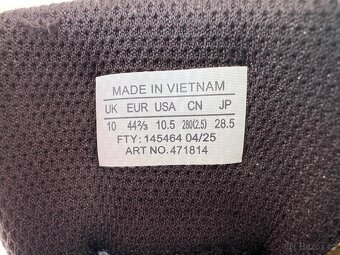 MADE IN VIETNAM
UK EUR USA CN JP
10 44⅔ 10.5 280(2.5) 28.5
FTY: 145464 04/25
ART NO. 471814